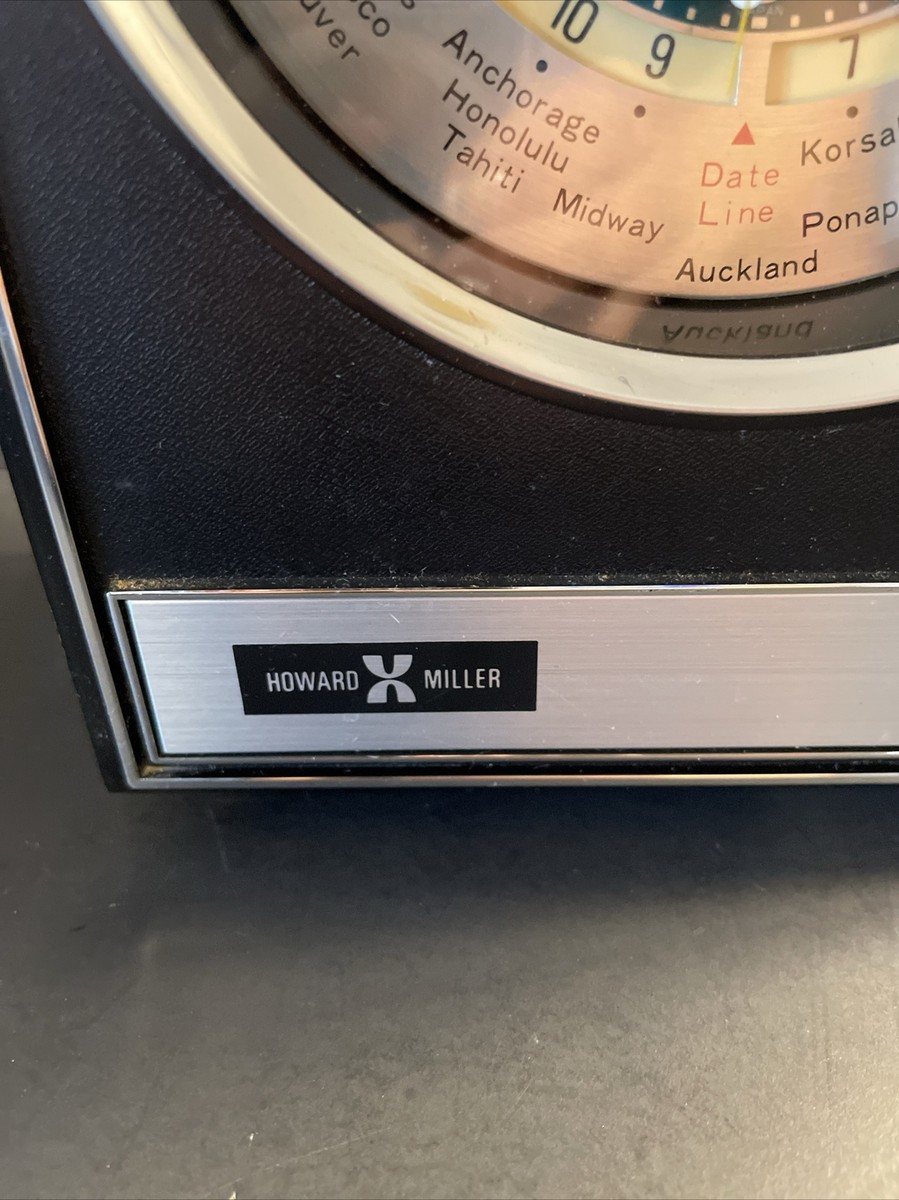 10
9
7
Anchorage
Honolulu
Tahiti
Midway
Date
Line
Auckland
HOWARD MILLER